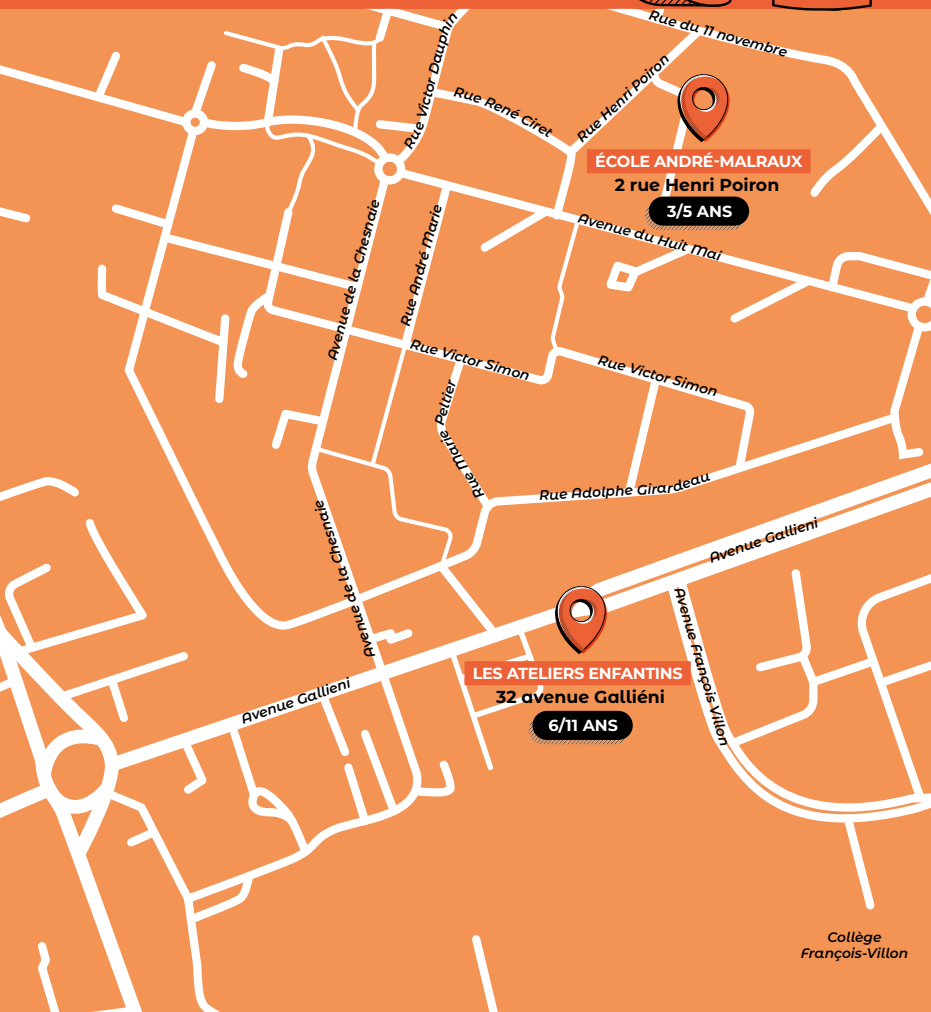 Rue du 11 novembre
Rue Victor Dauphin
Rue René Ciret
Rue Henri Poiron
ÉCOLE ANDRÉ-MALRAUX
2 rue Henri Poiron
3/5 ANS
Avenue du Huit Mai
Avenue de la Chesnaie
Rue André Marie
Rue Victor Simon
Rue Victor Simon
Rue Marie Peltier
Rue Adolphe Girardeau
Avenue de la Chesnaie
Avenue Gallieni
Avenue François Villon
LES ATELIERS ENFANTINS
32 avenue Galliéni
6/11 ANS
Avenue Gallieni
Collège
François-Villon